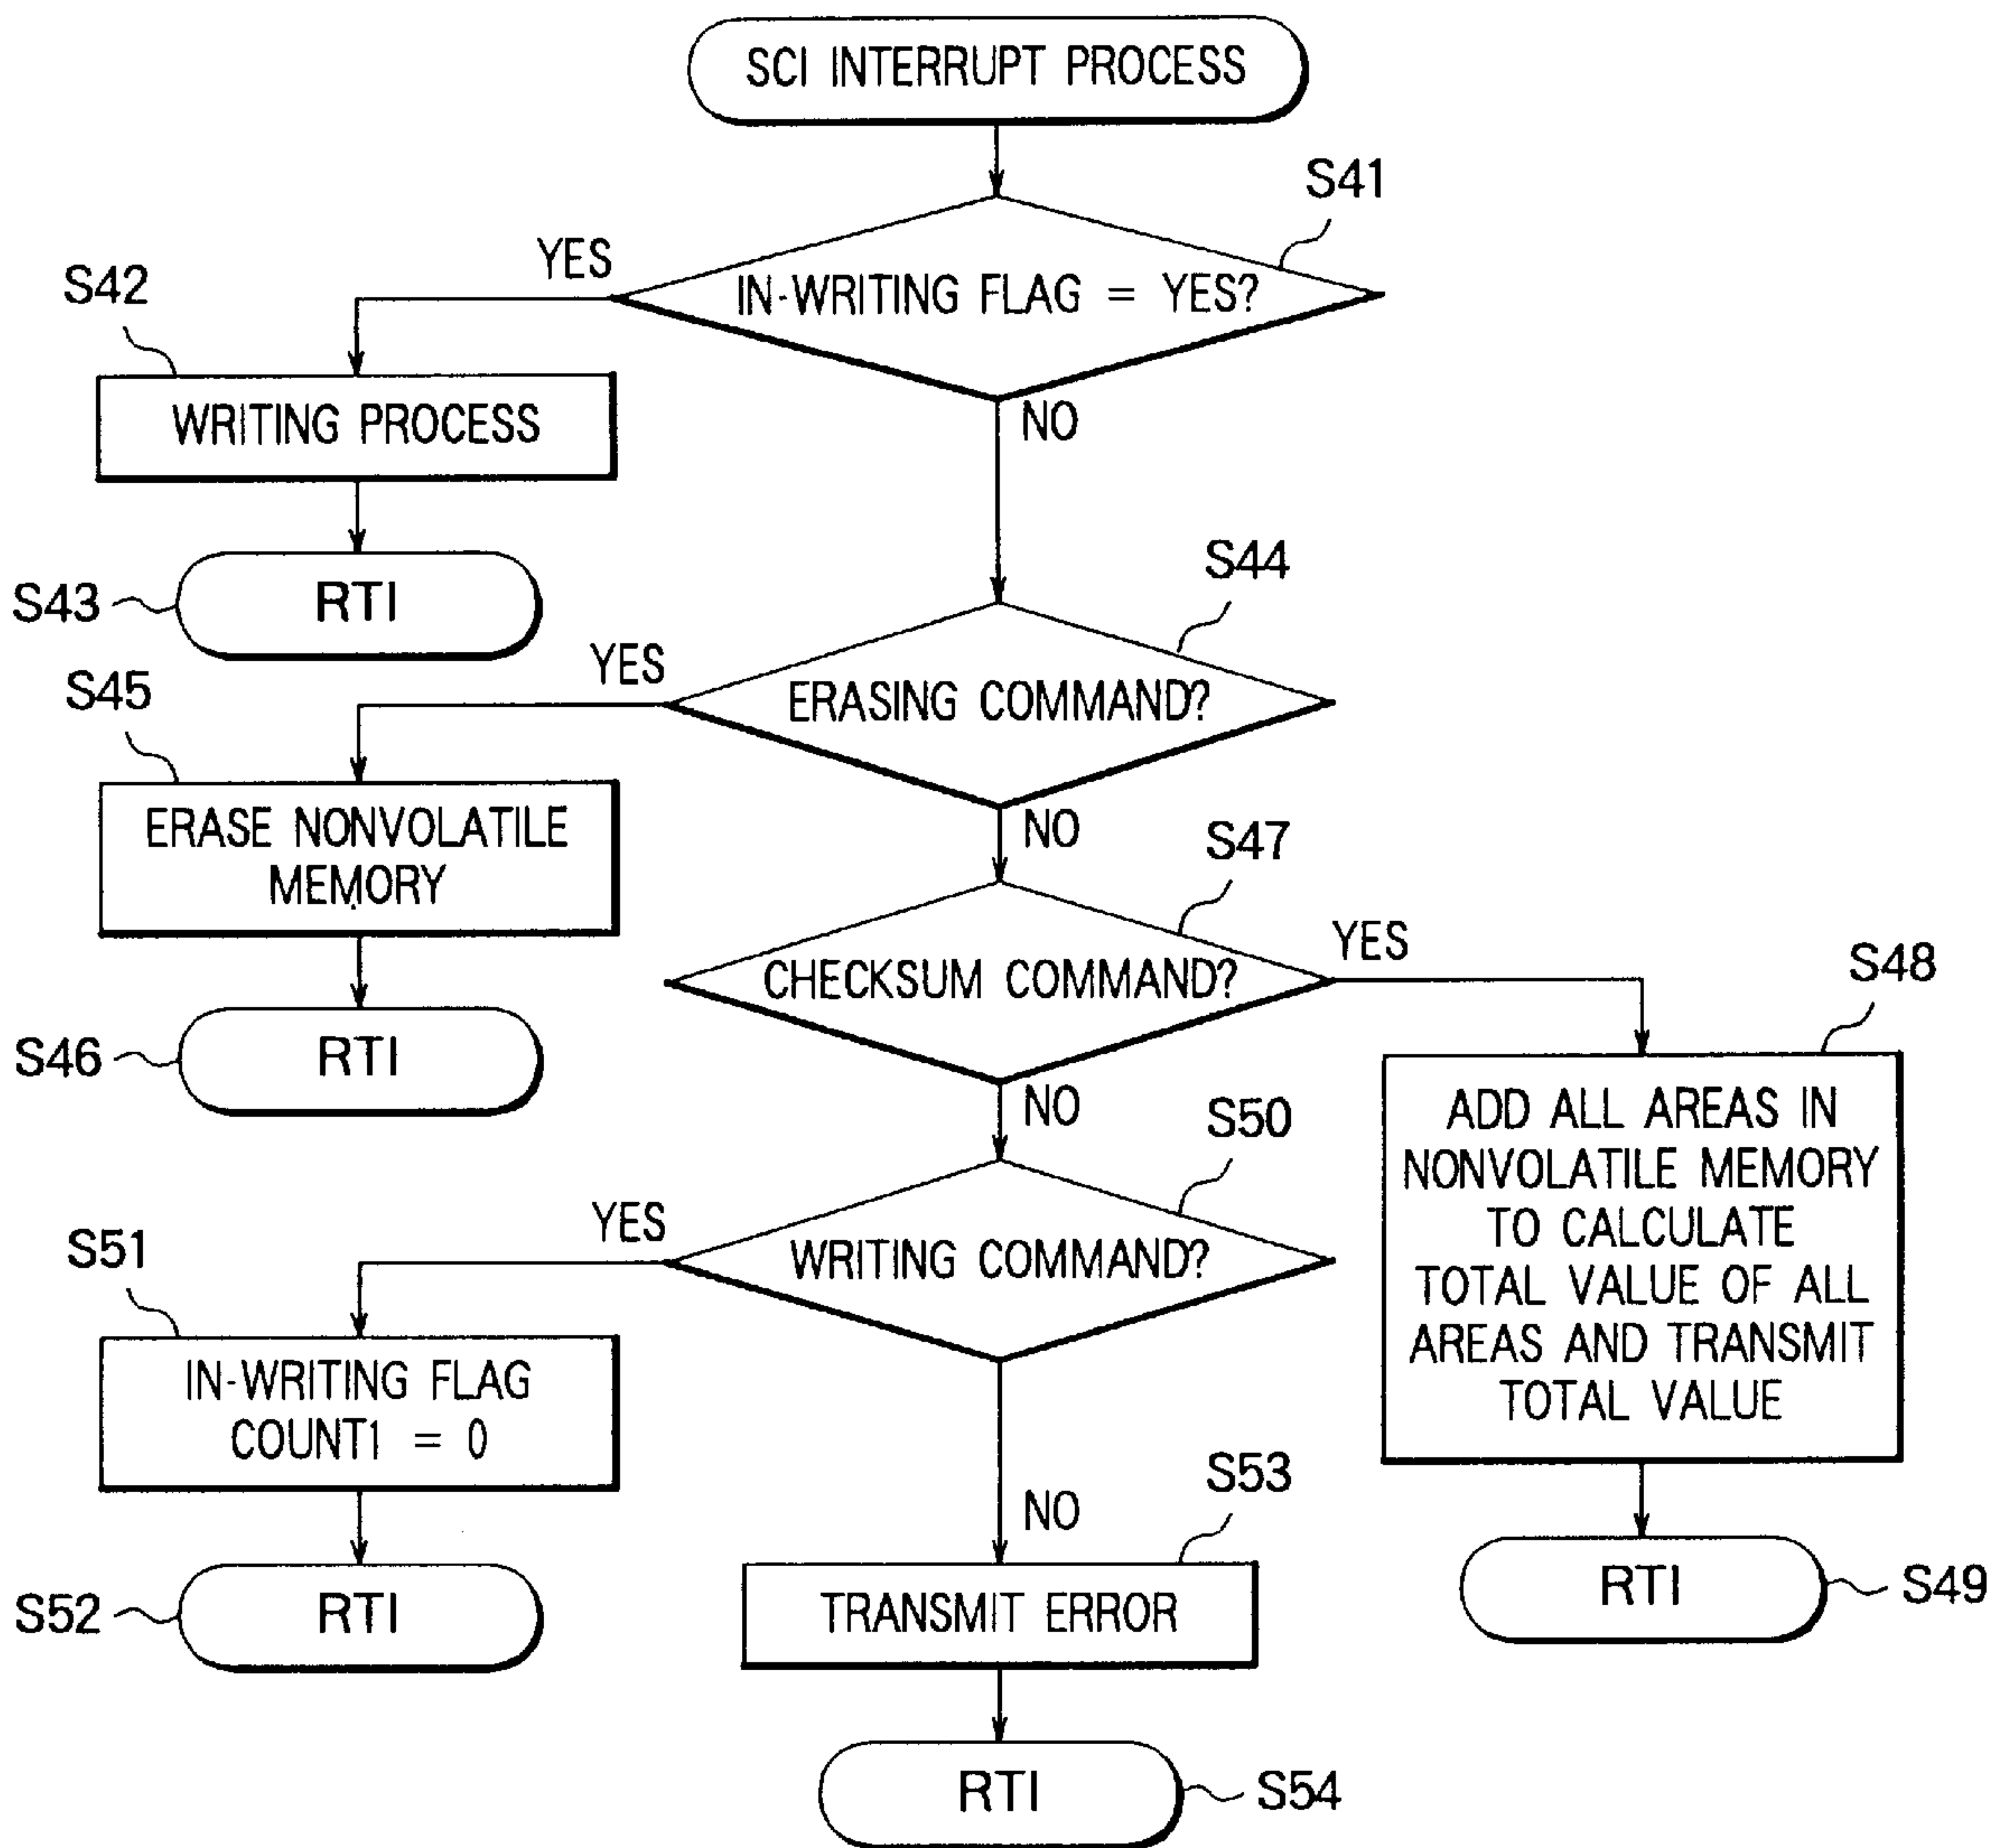 SCI INTERRUPT PROCESS
S41
IN-WRITING FLAG = YES?
YES
NO
S42
WRITING PROCESS
S43
RTI
S44
ERASING COMMAND?
YES
NO
S45
ERASE NONVOLATILE
MEMORY
S46
RTI
S47
CHECKSUM COMMAND?
YES
NO
S48
ADD ALL AREAS IN
NONVOLATILE MEMORY
TO CALCULATE
TOTAL VALUE OF ALL
AREAS AND TRANSMIT
TOTAL VALUE
RTI
S49
S50
WRITING COMMAND?
YES
NO
S51
IN-WRITING FLAG
COUNT1 = 0
S52
RTI
S53
TRANSMIT ERROR
RTI
S54